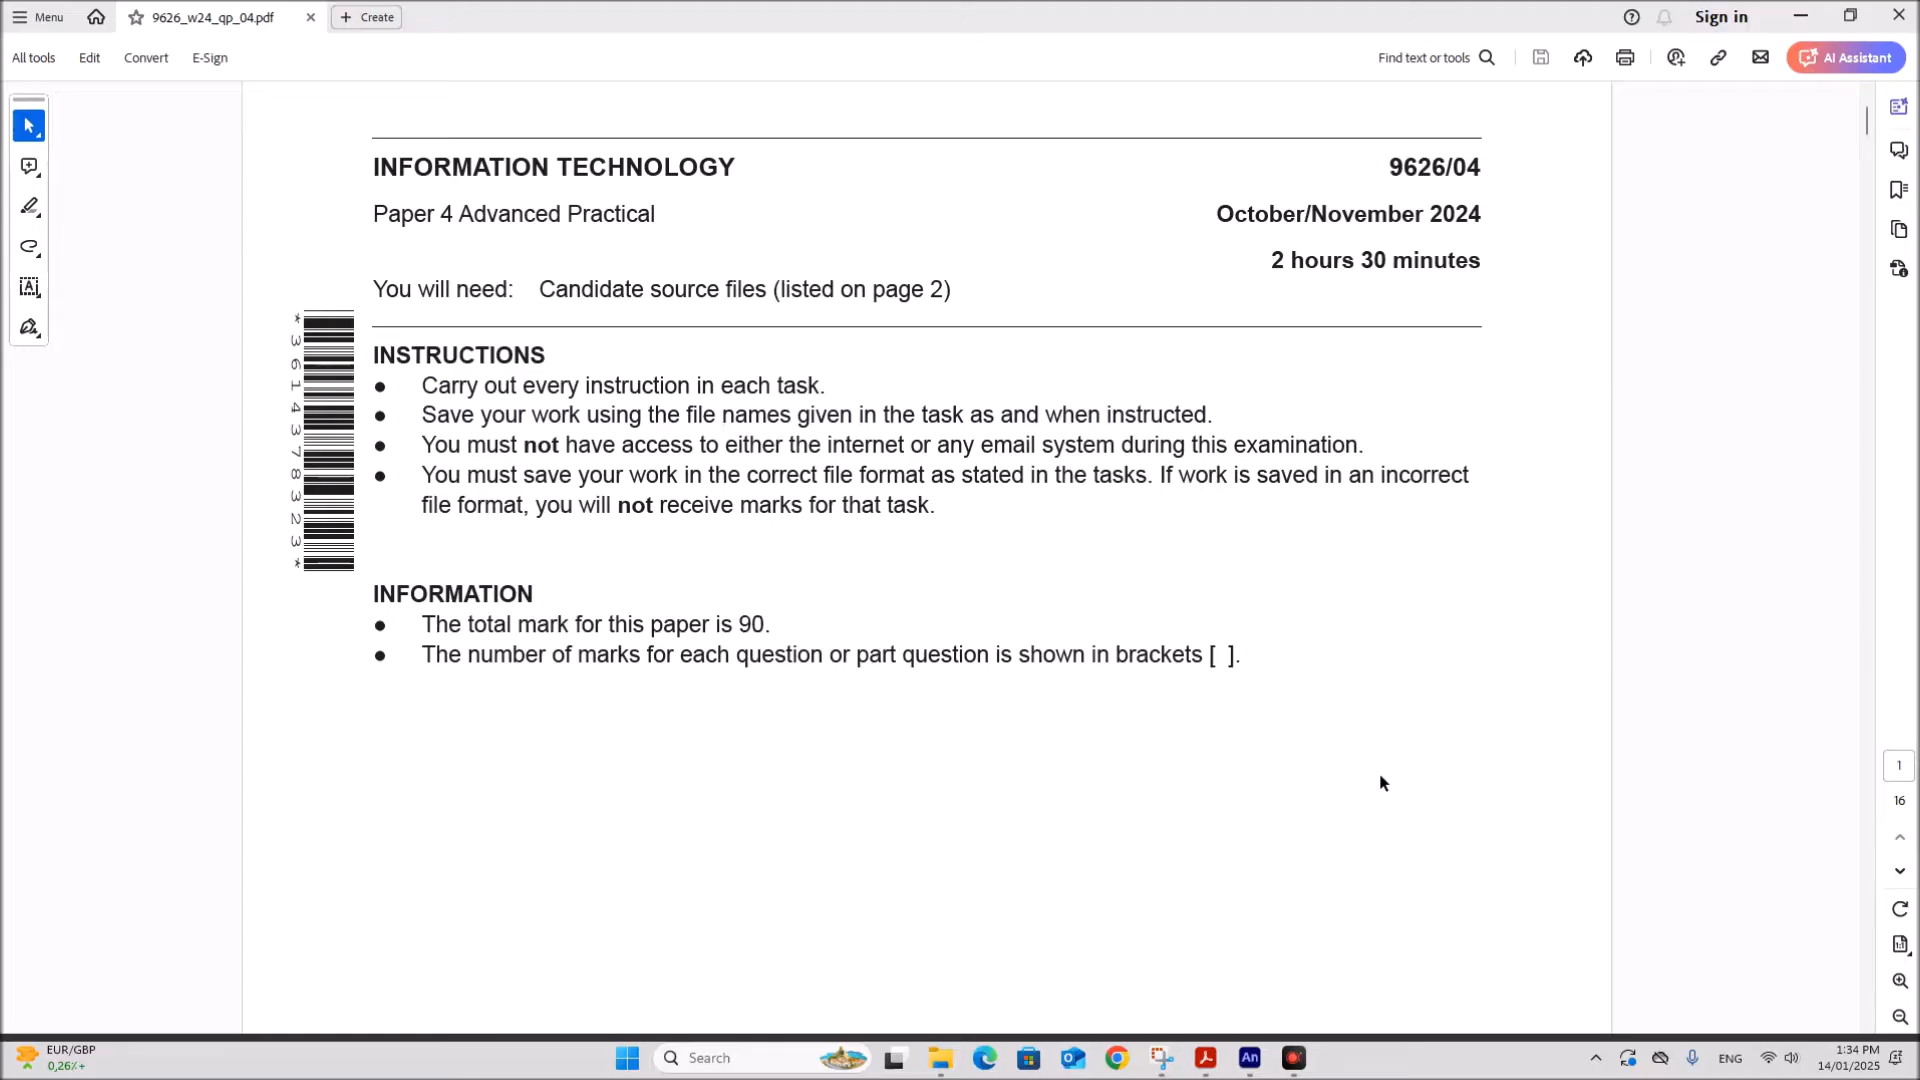 Menu
9626_w24_qp_04.pdf
Create
Sign in
All tools
Edit
Convert
E-Sign
Find text or tools
AI Assistant
INFORMATION TECHNOLOGY 9626/04
Paper 4 Advanced Practical October/November 2024
2 hours 30 minutes
You will need: Candidate source files (listed on page 2)
*3614378323*
INSTRUCTIONS
● Carry out every instruction in each task.
● Save your work using the file names given in the task as and when instructed.
● You must not have access to either the internet or any email system during this examination.
● You must save your work in the correct file format as stated in the tasks. If work is saved in an incorrect
file format, you will not receive marks for that task.
INFORMATION
● The total mark for this paper is 90.
● The number of marks for each question or part question is shown in brackets [ ].
1
16
EUR/GBP
0,26%+
Search
An
ENG
1:34 PM
14/01/2025